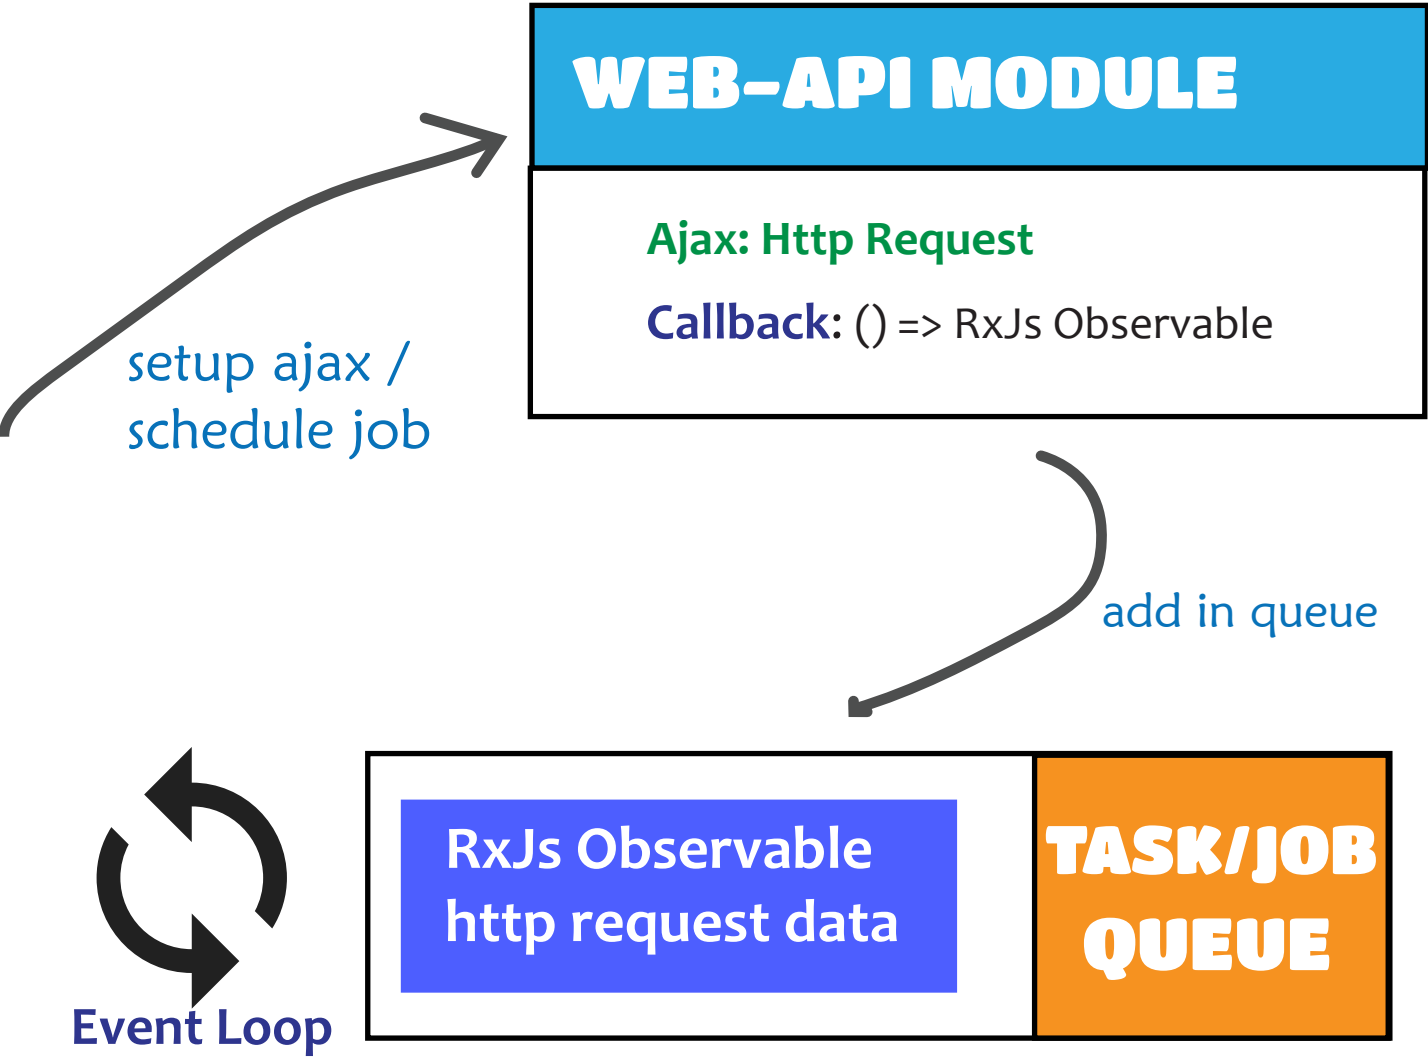 WEB-API MODULE
Ajax: Http Request
Callback: () => RxJs Observable
setup ajax /
schedule job
add in queue
RxJs Observable
http request data
TASK/JOB
QUEUE
Event Loop